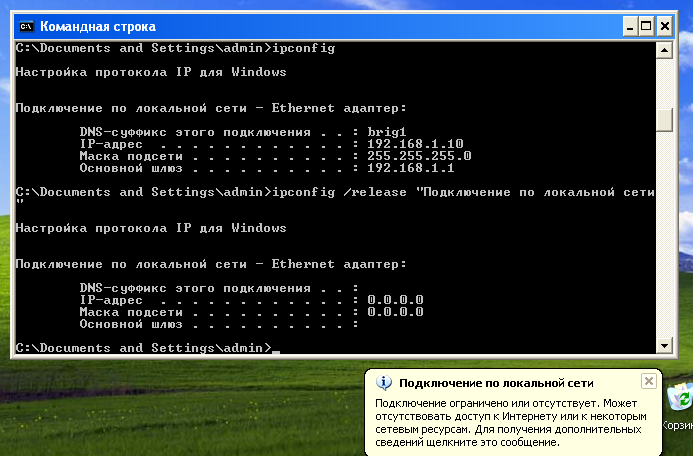 Командная строка
C:\Documents and Settings\admin>ipconfig
Настройка протокола IP для Windows
Подключение по локальной сети - Ethernet адаптер:
DNS-суффикс этого подключения . . : brig1
IP-адрес . . . . . . . . . . . . : 192.168.1.10
Маска подсети . . . . . . . . . . : 255.255.255.0
Основной шлюз . . . . . . . . . . : 192.168.1.1
C:\Documents and Settings\admin>ipconfig /release "Подключение по локальной сети
"
Настройка протокола IP для Windows
Подключение по локальной сети - Ethernet адаптер:
DNS-суффикс этого подключения . . :
IP-адрес . . . . . . . . . . . . : 0.0.0.0
Маска подсети . . . . . . . . . . : 0.0.0.0
Основной шлюз . . . . . . . . . . :
C:\Documents and Settings\admin>_
Подключение по локальной сети
Подключение ограничено или отсутствует. Может
отсутствовать доступ к Интернету или к некоторым
сетевым ресурсам. Для получения дополнительных
сведений щелкните это сообщение.
Корзин